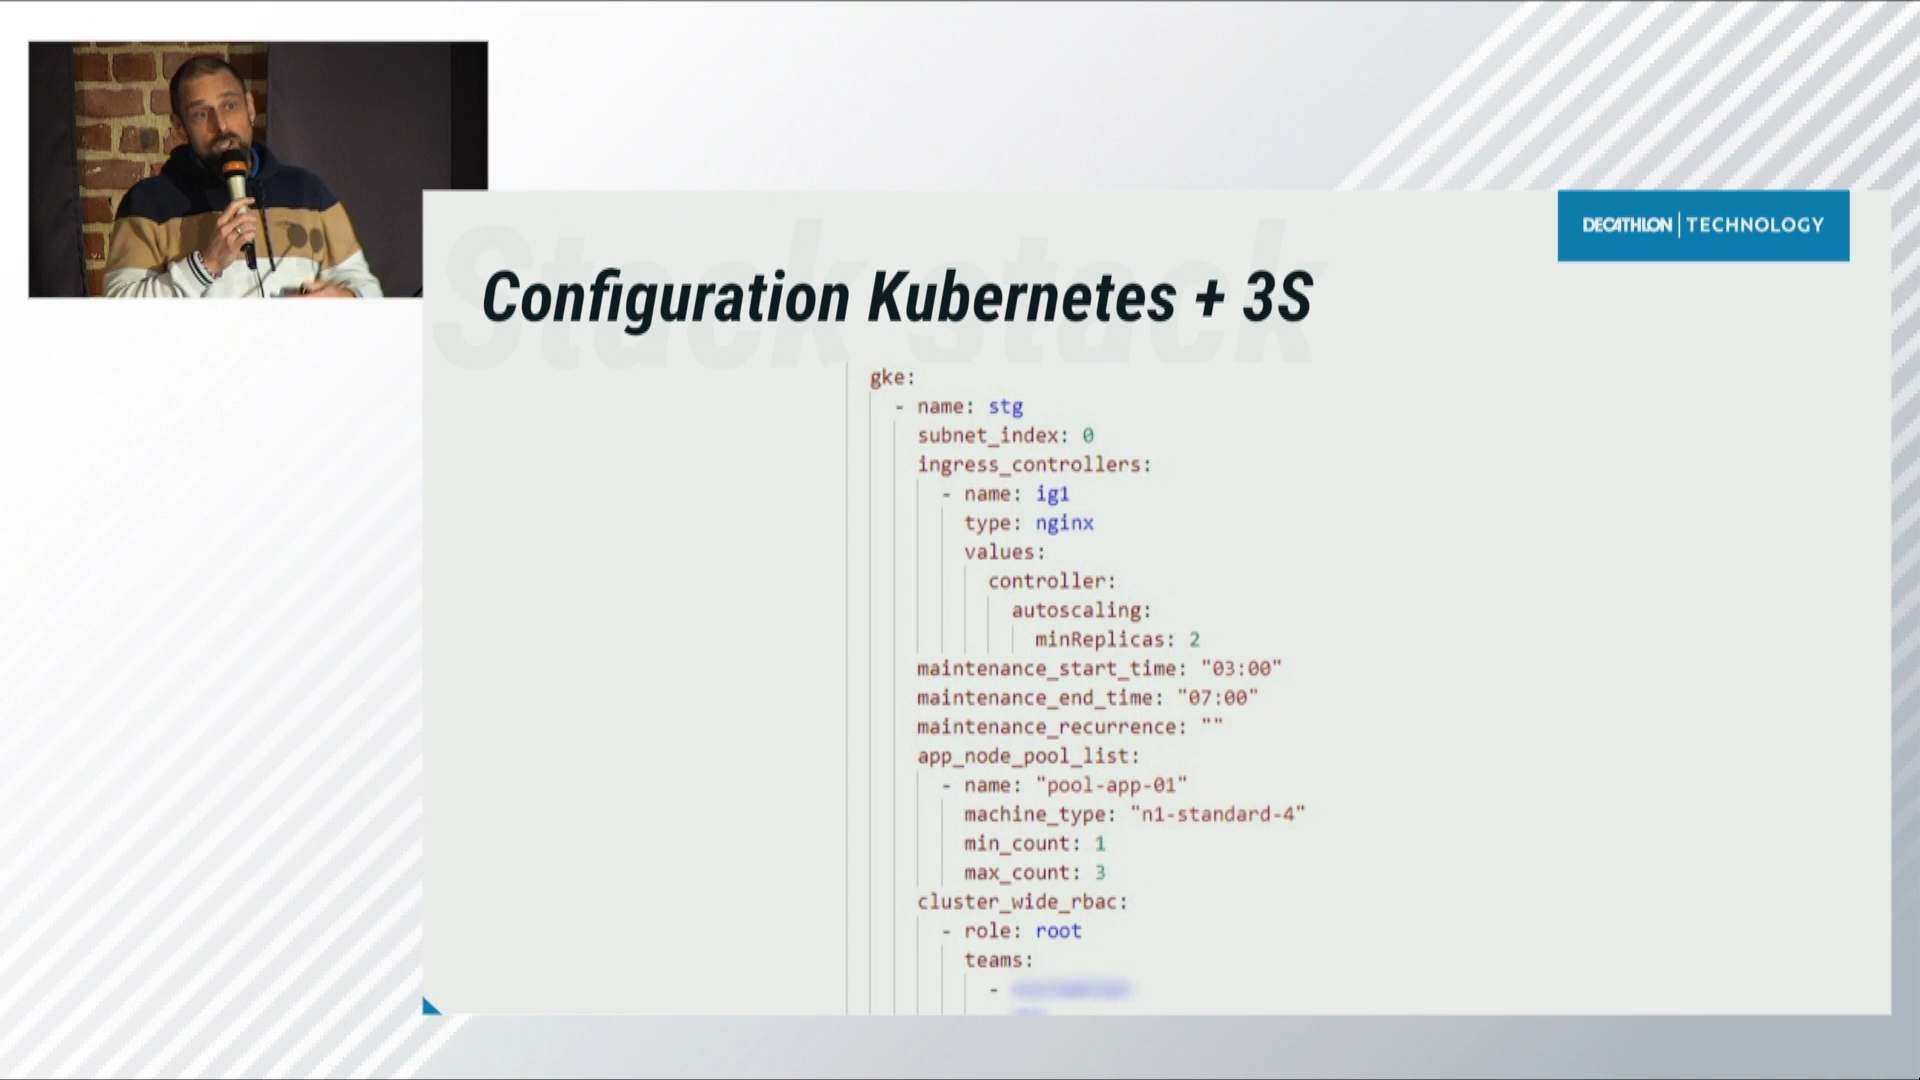 DECATHLON | TECHNOLOGY
Stack stack
Configuration Kubernetes + 3S
gke:
- name: stg
subnet_index: 0
ingress_controllers:
- name: ig1
type: nginx
values:
controller:
autoscaling:
minReplicas: 2
maintenance_start_time: "03:00"
maintenance_end_time: "07:00"
maintenance_recurrence: ""
app_node_pool_list:
- name: "pool-app-01"
machine_type: "n1-standard-4"
min_count: 1
max_count: 3
cluster_wide_rbac:
- role: root
teams:
-